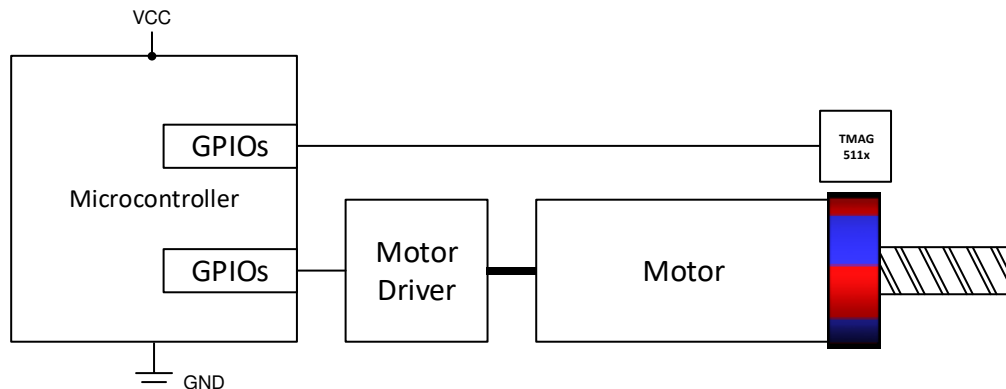 VCC
GPIOs
TMAG
511x
Microcontroller
GPIOs
Motor
Driver
Motor
GND